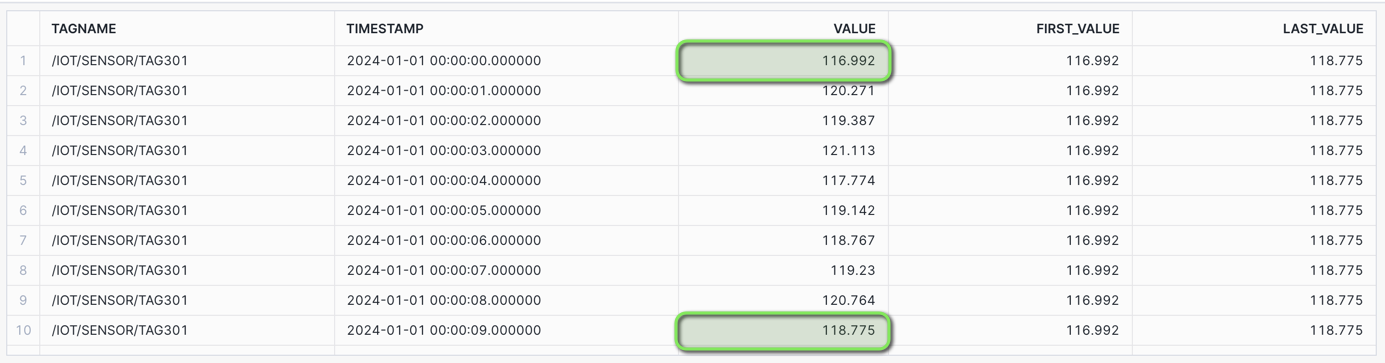 TAGNAME TIMESTAMP VALUE FIRST_VALUE LAST_VALUE
1 /IOT/SENSOR/TAG301 2024-01-01 00:00:00.000000 116.992 116.992 118.775
2 /IOT/SENSOR/TAG301 2024-01-01 00:00:01.000000 120.271 116.992 118.775
3 /IOT/SENSOR/TAG301 2024-01-01 00:00:02.000000 119.387 116.992 118.775
4 /IOT/SENSOR/TAG301 2024-01-01 00:00:03.000000 121.113 116.992 118.775
5 /IOT/SENSOR/TAG301 2024-01-01 00:00:04.000000 117.774 116.992 118.775
6 /IOT/SENSOR/TAG301 2024-01-01 00:00:05.000000 119.142 116.992 118.775
7 /IOT/SENSOR/TAG301 2024-01-01 00:00:06.000000 118.767 116.992 118.775
8 /IOT/SENSOR/TAG301 2024-01-01 00:00:07.000000 119.23 116.992 118.775
9 /IOT/SENSOR/TAG301 2024-01-01 00:00:08.000000 120.764 116.992 118.775
10 /IOT/SENSOR/TAG301 2024-01-01 00:00:09.000000 118.775 116.992 118.775